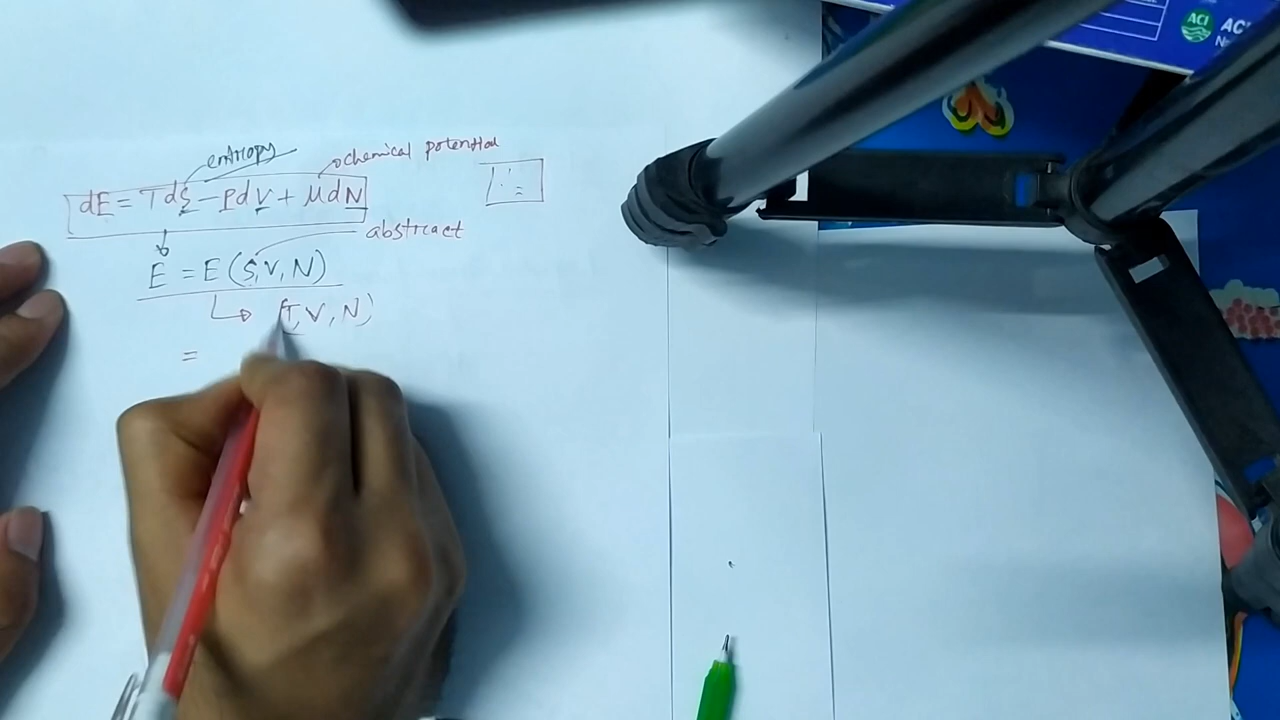 entropy
chemical potential
dE = TdS - PdV + μdN
abstract
E = E (S, V, N)
(T, V, N)
=
ACI